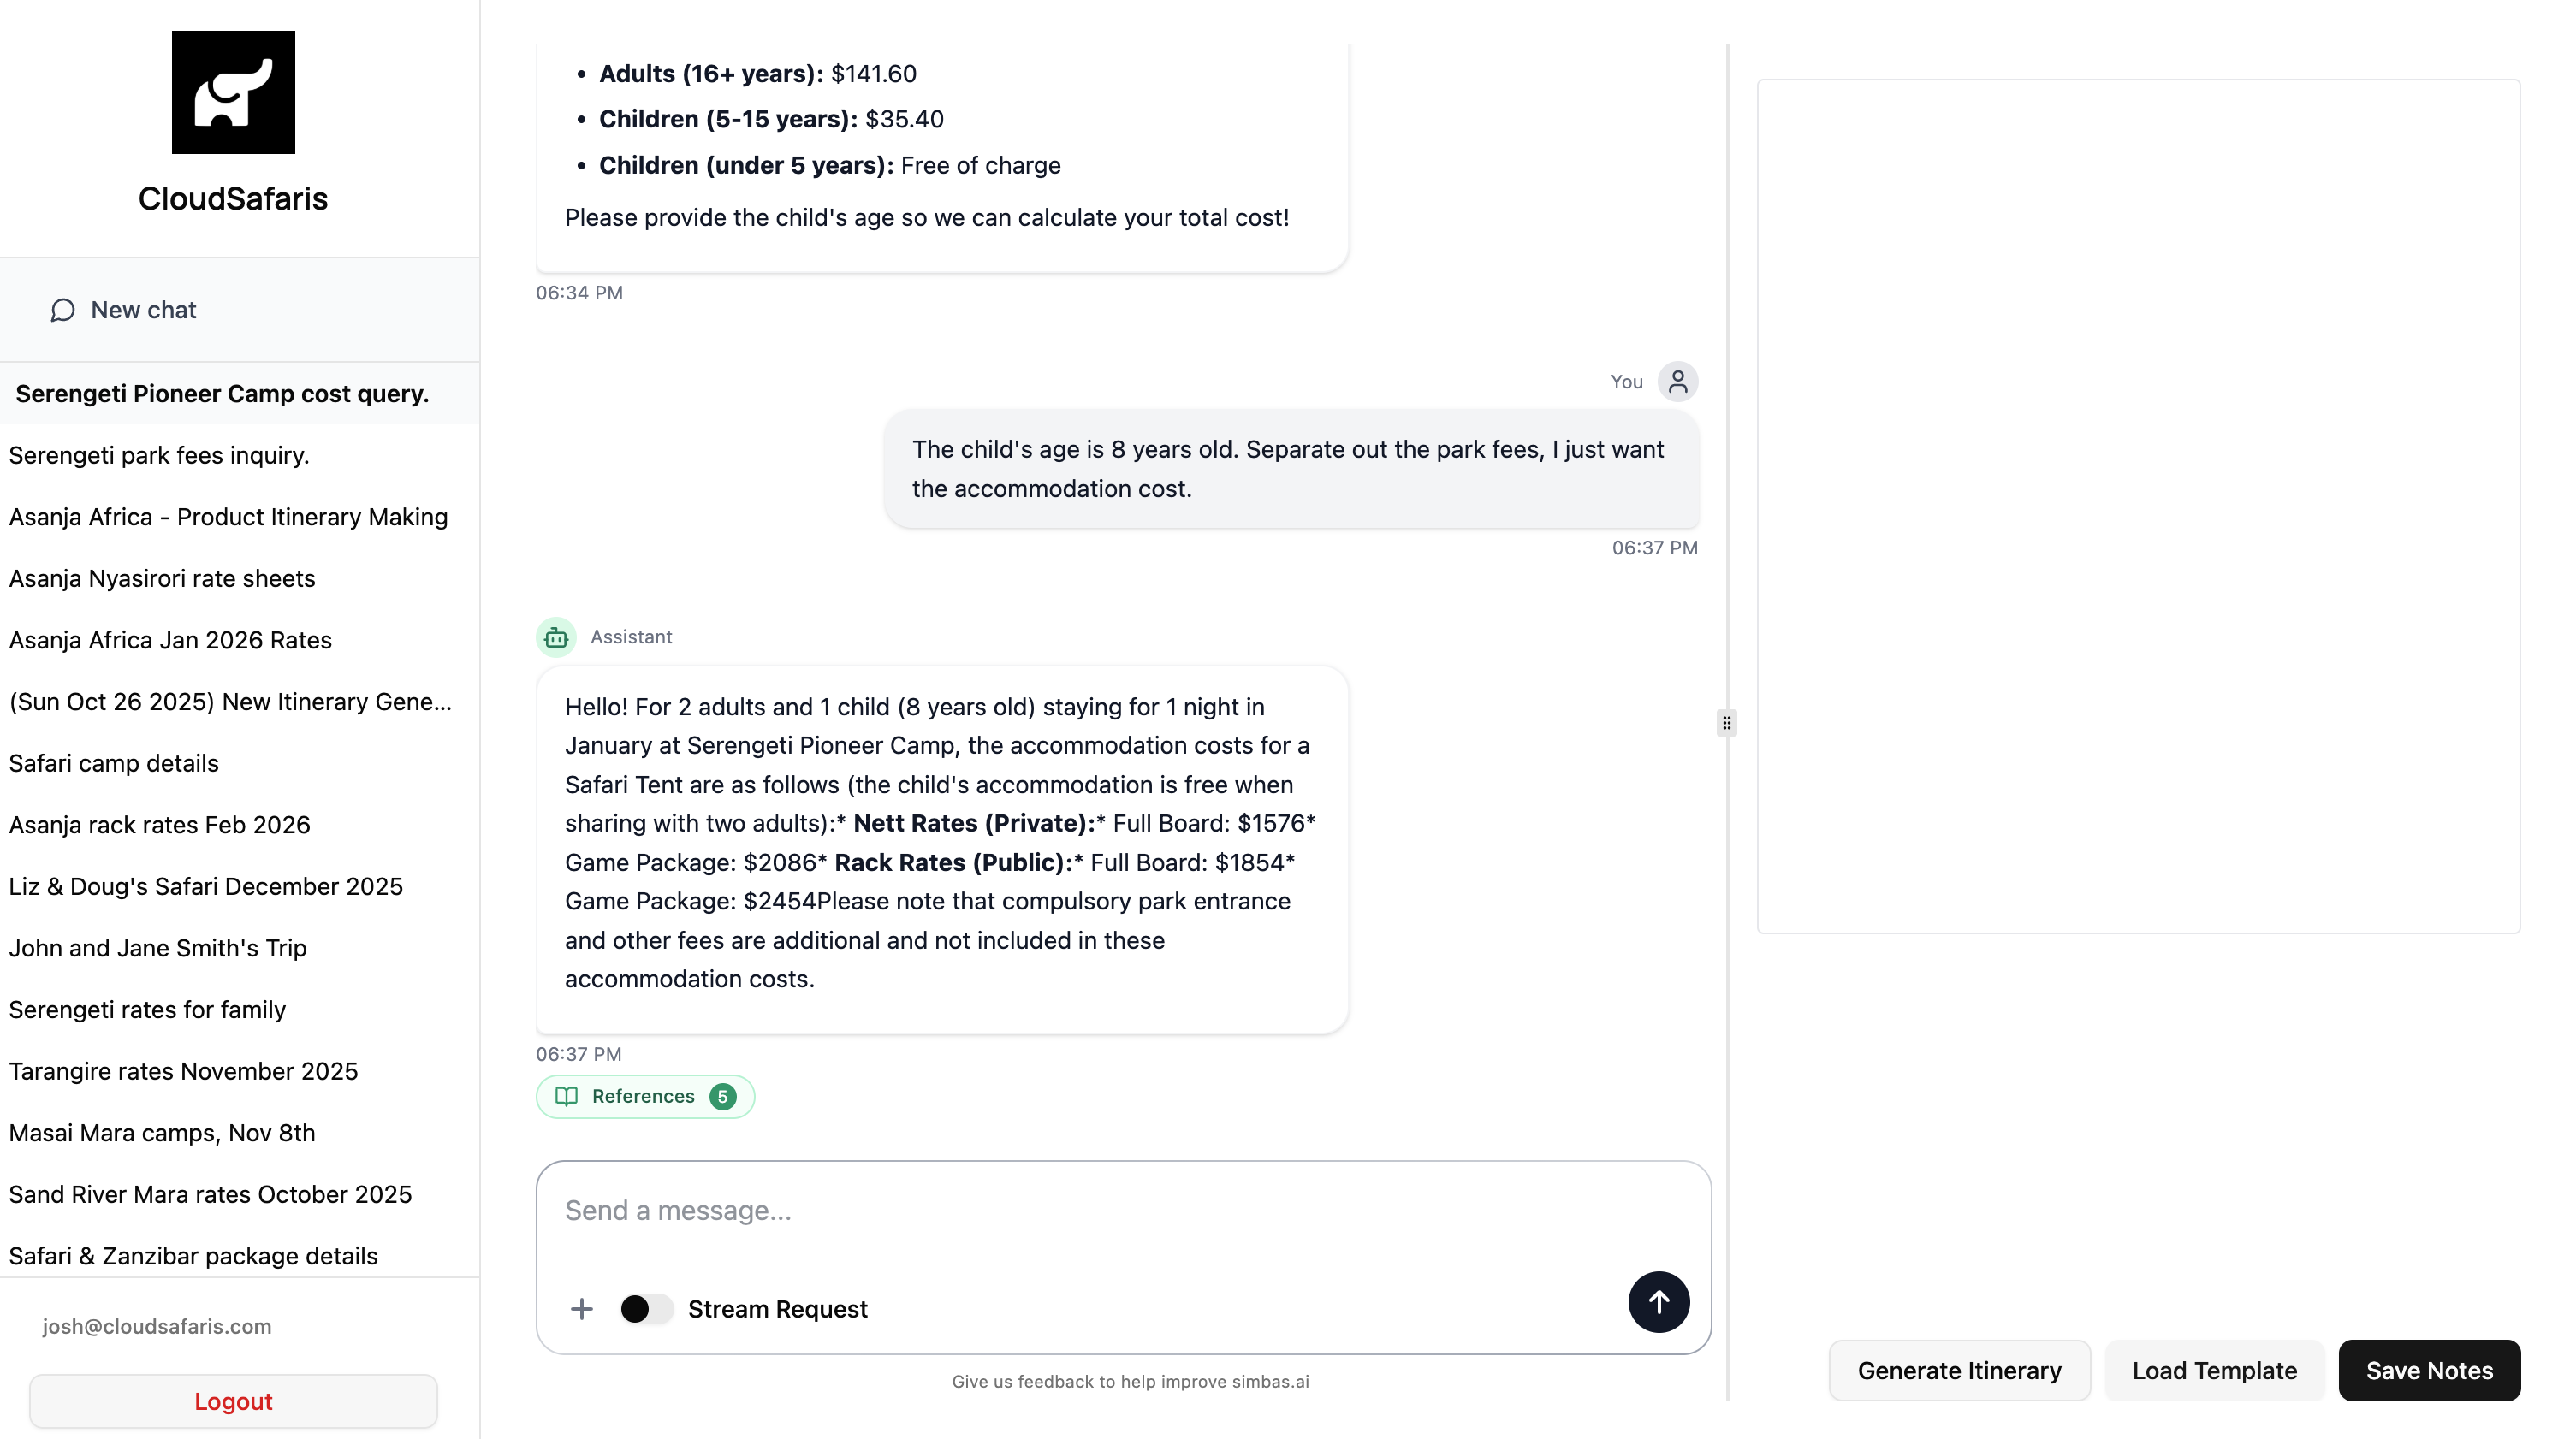 CloudSafaris
New chat
Serengeti Pioneer Camp cost query.
Serengeti park fees inquiry.
Asanja Africa - Product Itinerary Making
Asanja Nyasirori rate sheets
Asanja Africa Jan 2026 Rates
(Sun Oct 26 2025) New Itinerary Gene...
Safari camp details
Asanja rack rates Feb 2026
Liz & Doug's Safari December 2025
John and Jane Smith's Trip
Serengeti rates for family
Tarangire rates November 2025
Masai Mara camps, Nov 8th
Sand River Mara rates October 2025
Safari & Zanzibar package details
josh@cloudsafaris.com
Logout
• Adults (16+ years): $141.60
• Children (5-15 years): $35.40
• Children (under 5 years): Free of charge
Please provide the child's age so we can calculate your total cost!
06:34 PM
You
The child's age is 8 years old. Separate out the park fees, I just want
the accommodation cost.
06:37 PM
Assistant
Hello! For 2 adults and 1 child (8 years old) staying for 1 night in
January at Serengeti Pioneer Camp, the accommodation costs for a
Safari Tent are as follows (the child's accommodation is free when
sharing with two adults):* Nett Rates (Private):* Full Board: $1576*
Game Package: $2086* Rack Rates (Public):* Full Board: $1854*
Game Package: $2454Please note that compulsory park entrance
and other fees are additional and not included in these
accommodation costs.
06:37 PM
References 5
Send a message...
Stream Request
Give us feedback to help improve simbas.ai
Generate Itinerary
Load Template
Save Notes